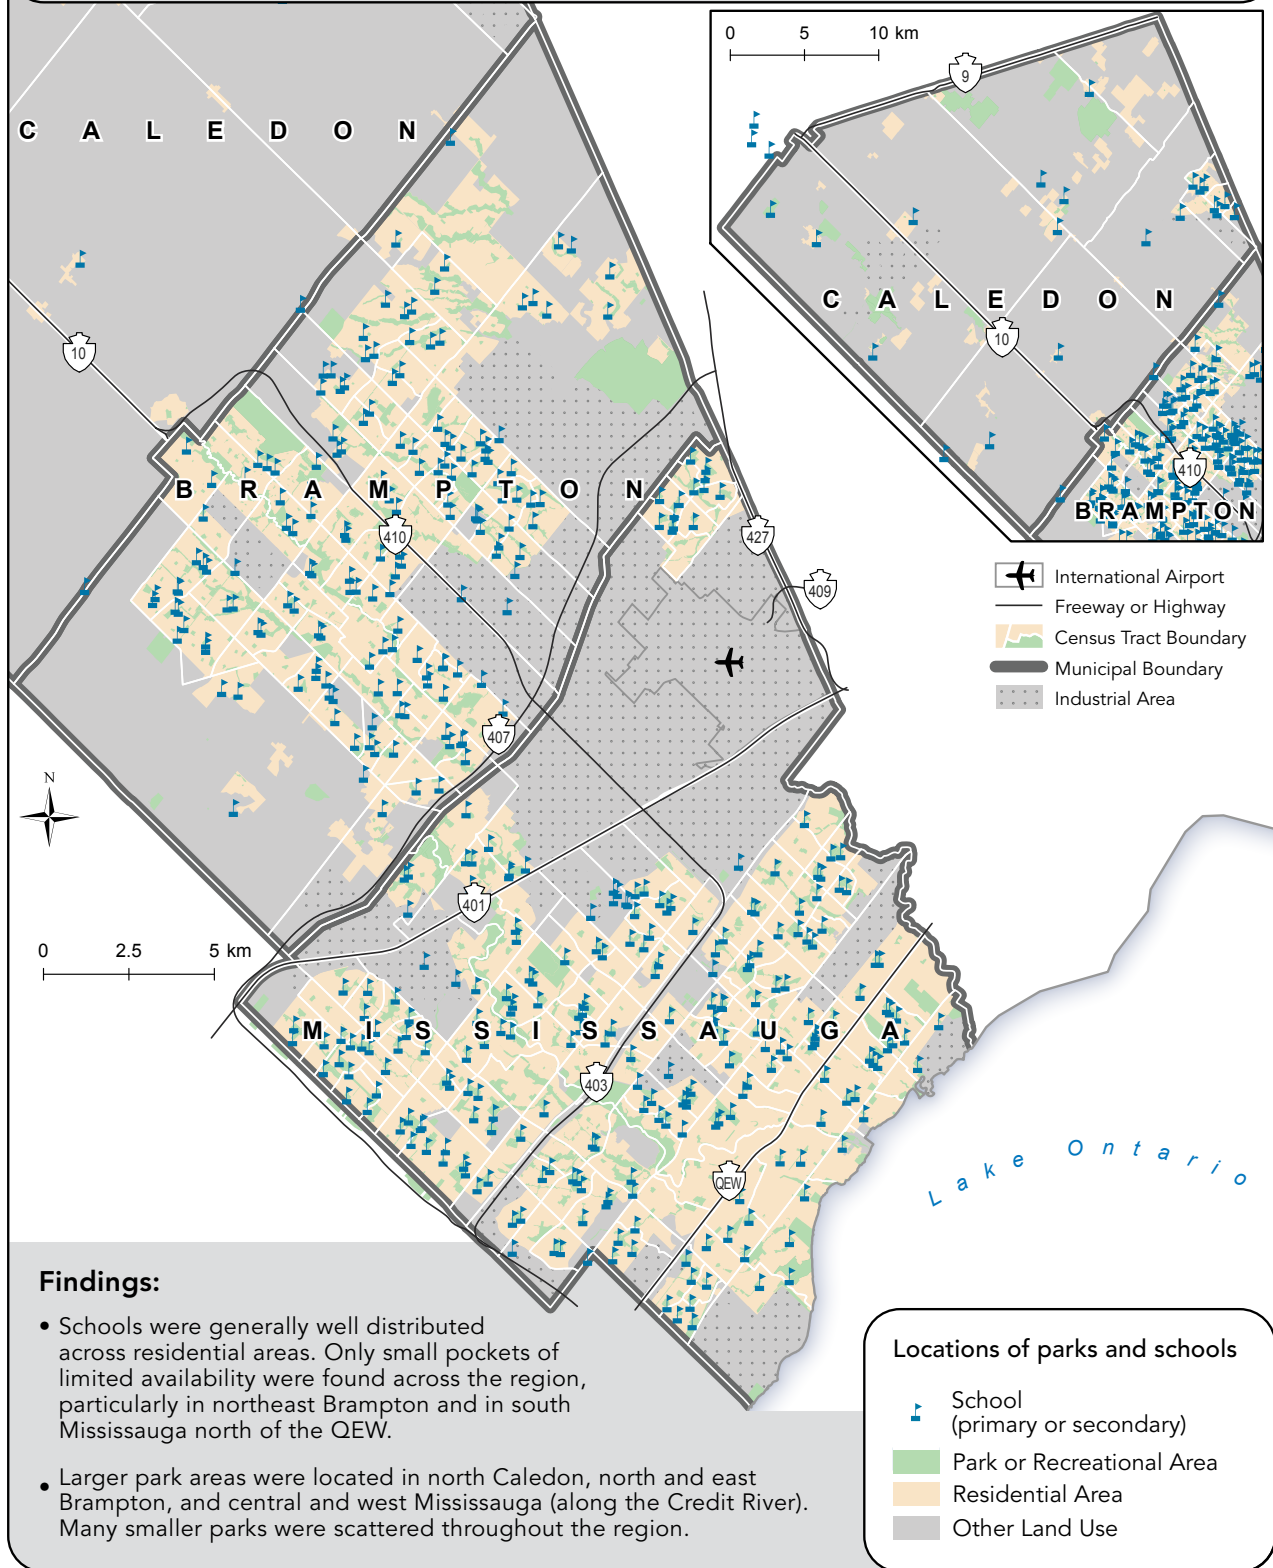 0 5 10 km
9
C A L E D O N
C A L E D O N
10
10
410
B R A M P T O N
B R A M P T O N
410
427
409
International Airport
Freeway or Highway
Census Tract Boundary
Municipal Boundary
Industrial Area
407
N
401
0 2.5 5 km
M I S S I S S A U G A
403
QEW
Lake Ontario
Findings:
• Schools were generally well distributed
across residential areas. Only small pockets of
limited availability were found across the region,
particularly in northeast Brampton and in south
Mississauga north of the QEW.
• Larger park areas were located in north Caledon, north and east
Brampton, and central and west Mississauga (along the Credit River).
Many smaller parks were scattered throughout the region.
Locations of parks and schools
School
(primary or secondary)
Park or Recreational Area
Residential Area
Other Land Use